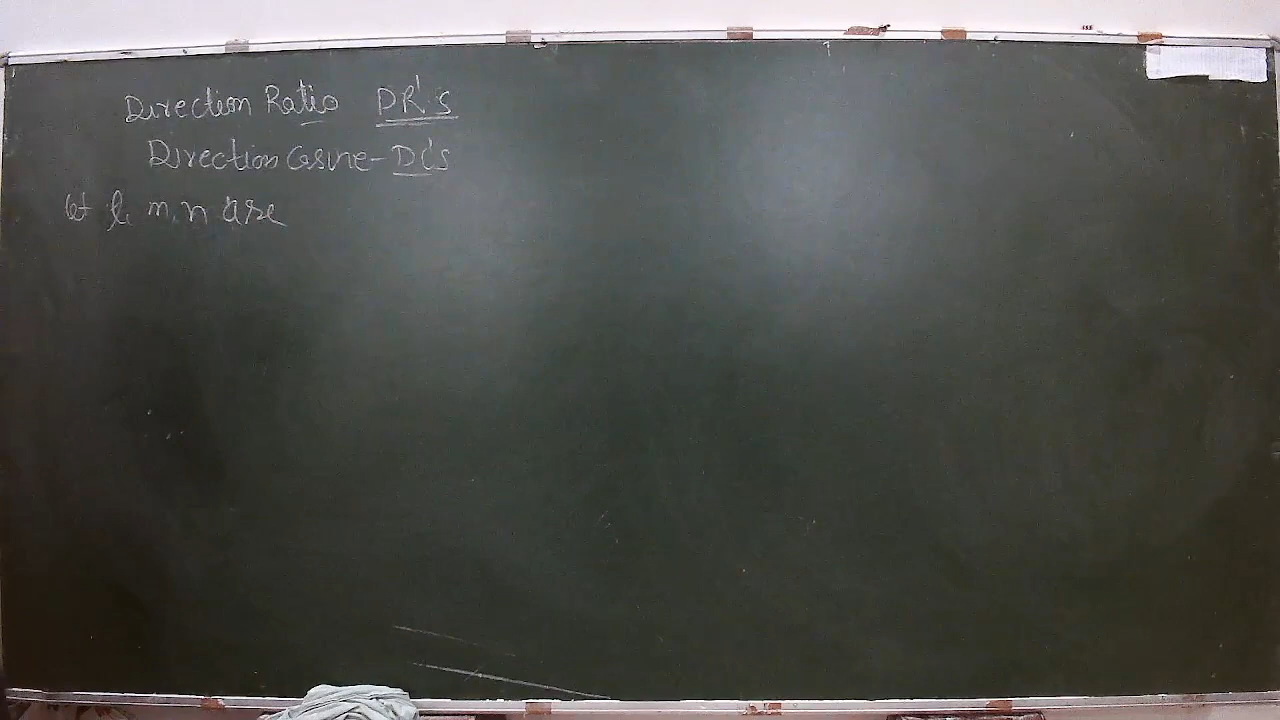 Direction Ratio DR's
Direction Cosine - DC's
let l, m, n are